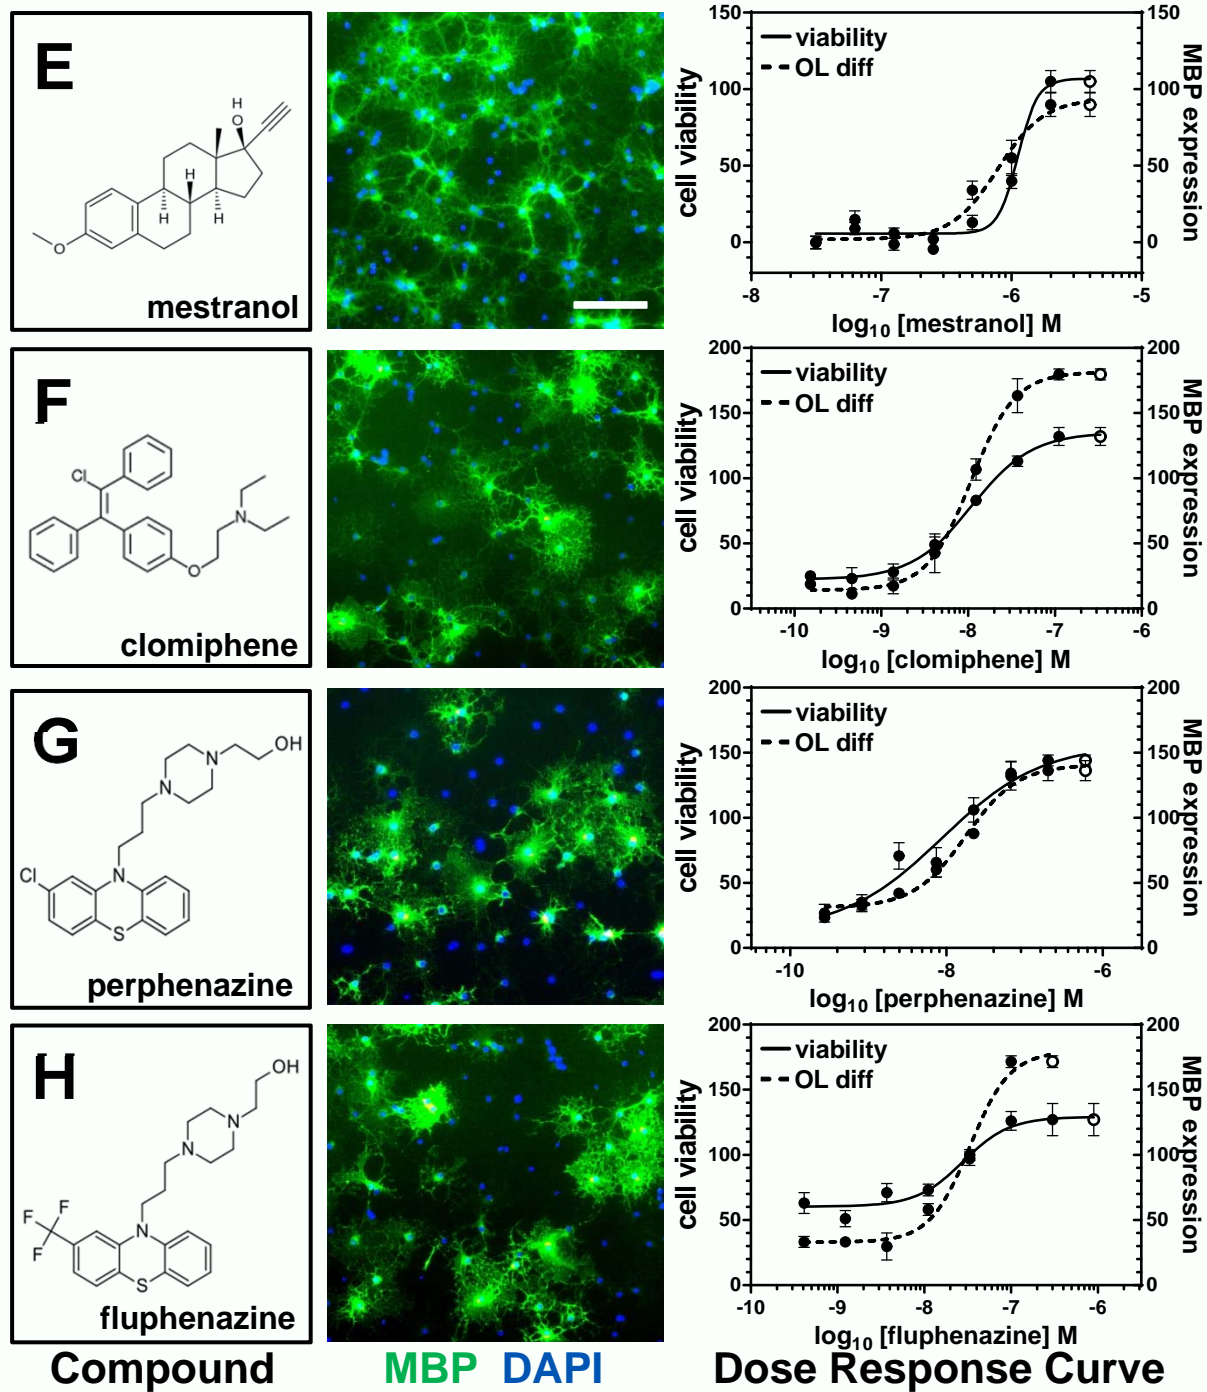 E
H
O
H
H
H
O
mestranol
150
100
50
0
viability
OL diff
150
100
50
0
cell viability
MBP expression
-8 -7 -6 -5
log10 [mestranol] M
F
Cl
N
O
clomiphene
200
150
100
50
0
viability
OL diff
200
150
100
50
0
cell viability
MBP expression
-10 -9 -8 -7 -6
log10 [clomiphene] M
G
OH
N
N
N
Cl
S
perphenazine
200
150
100
50
0
viability
OL diff
200
150
100
50
0
cell viability
MBP expression
-10 -8 -6
log10 [perphenazine] M
H
OH
N
N
N
F
F
F
S
fluphenazine
200
150
100
50
0
viability
OL diff
200
150
100
50
0
cell viability
MBP expression
-10 -9 -8 -7 -6
log10 [fluphenazine] M
Compound MBP DAPI Dose Response Curve